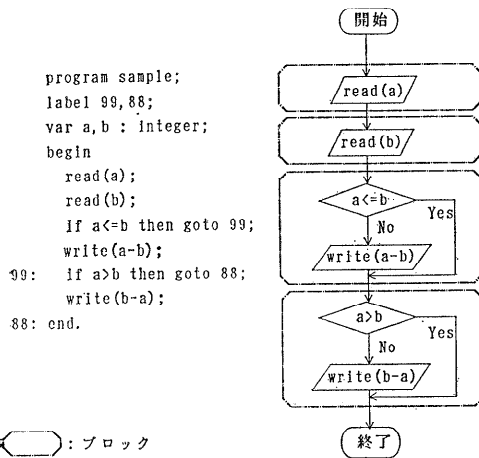 program sample;
label 99,88;
var a,b : integer;
begin
read(a);
read(b);
if a<=b then goto 99;
write(a-b);
99: if a>b then goto 88;
write(b-a);
88: end.
: ブロック
開始
read(a)
read(b)
a<=b
Yes
No
write(a-b)
a>b
Yes
No
write(b-a)
終了